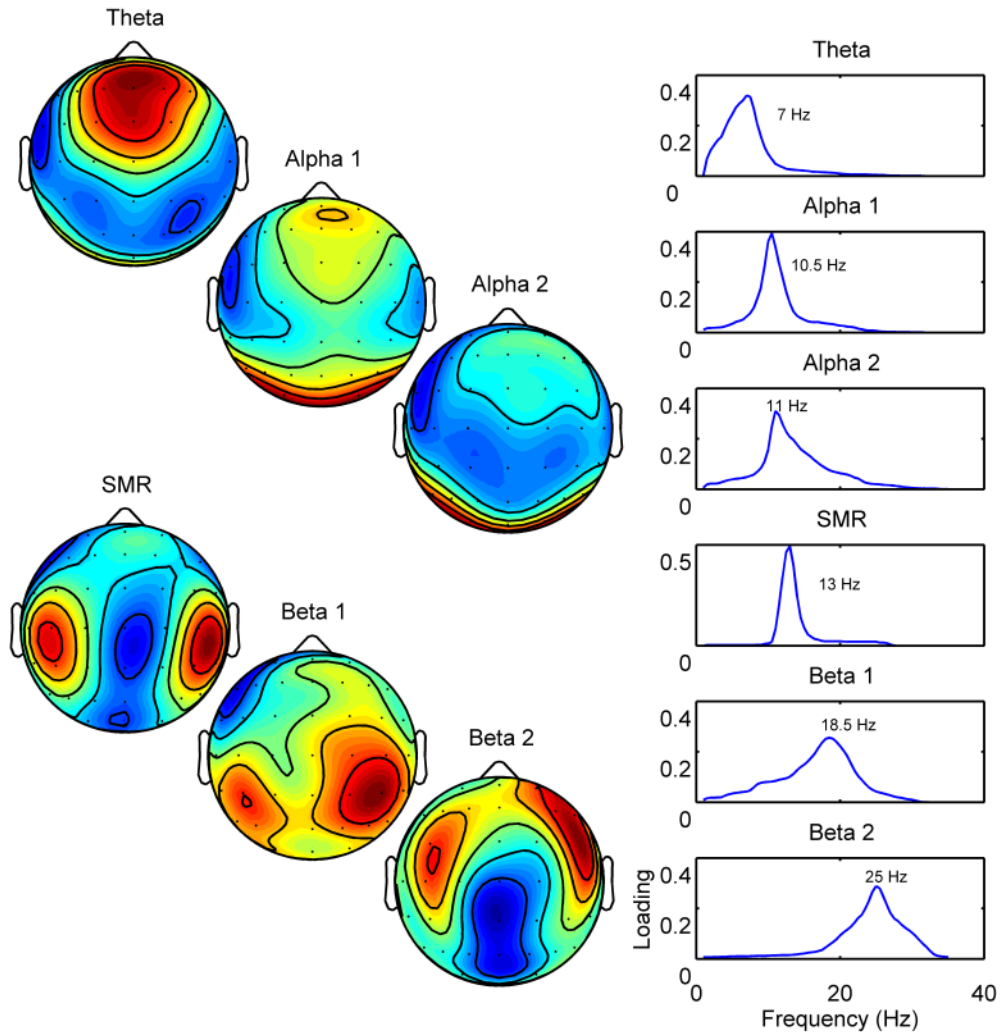 Theta
Alpha 1
Alpha 2
SMR
Beta 1
Beta 2
Theta
0.4
0.2
0
7 Hz
Alpha 1
0.4
0.2
0
10.5 Hz
Alpha 2
0.4
0.2
0
11 Hz
SMR
0.5
0
13 Hz
Beta 1
0.4
0.2
0
18.5 Hz
Beta 2
0.4
0.2
0
25 Hz
Loading
0 20 40
Frequency (Hz)